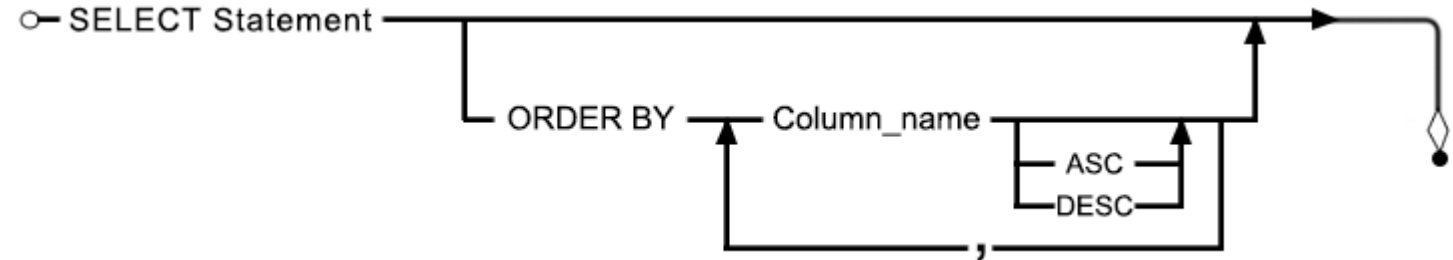 SELECT Statement
ORDER BY Column_name
ASC
DESC
,